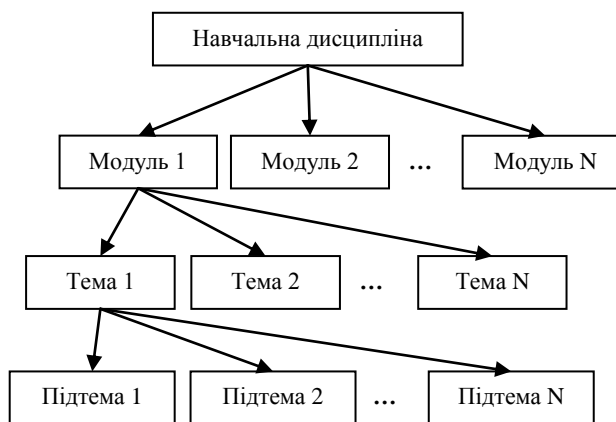 Навчальна дисципліна
Модуль 1 Модуль 2 ... Модуль N
Тема 1 Тема 2 ... Тема N
Підтема 1 Підтема 2 ... Підтема N